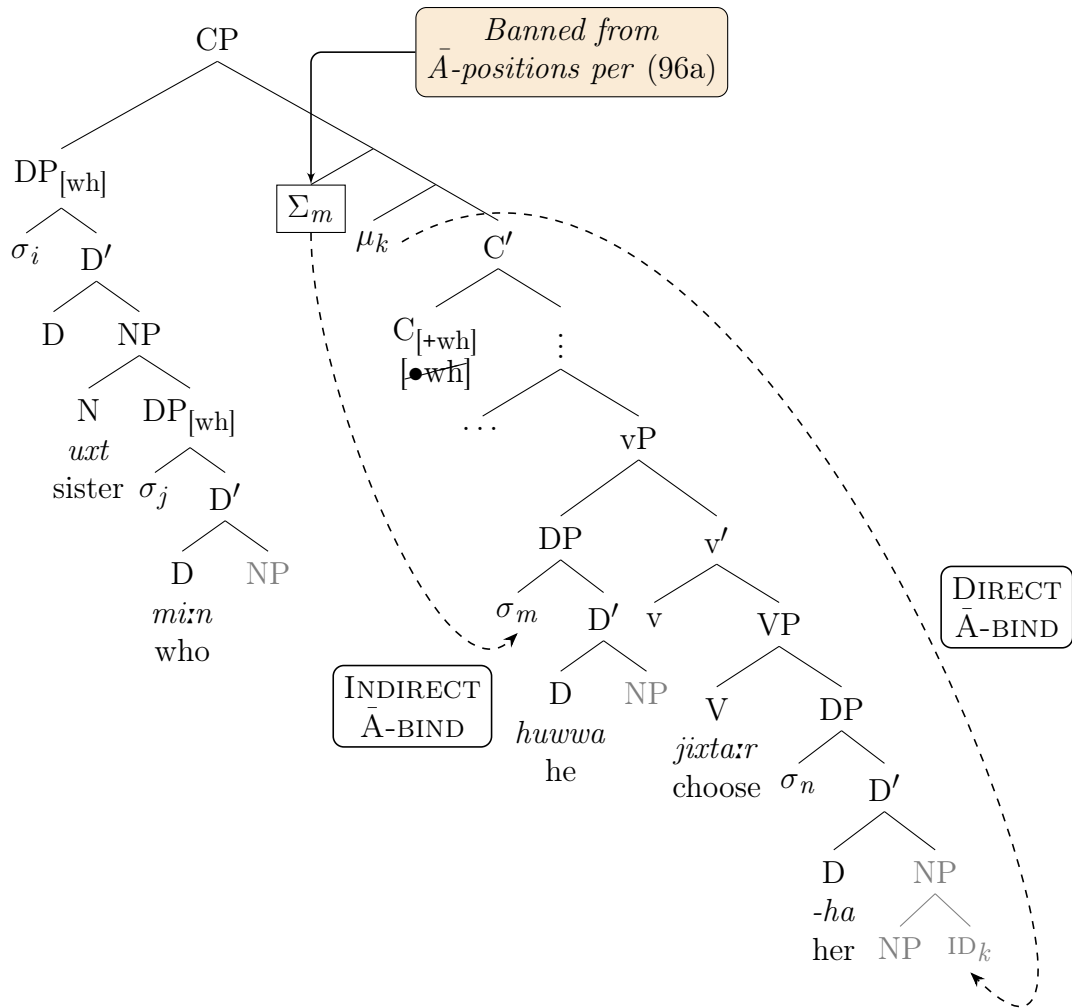 CP
Banned from
Ā-positions per (96a)
DP[wh]
Σm
μk
σi D′
C′
D NP
C[+wh]
[●wh]
⋮
N DP[wh]
uxt
sister
…
vP
σj D′
D NP
miːn
who
DP v′
σm D′ v VP
DIRECT
Ā-BIND
INDIRECT
Ā-BIND
D NP
huwwa
he
V DP
jixtaːr
choose
σn D′
D NP
-ha
her
NP IDk